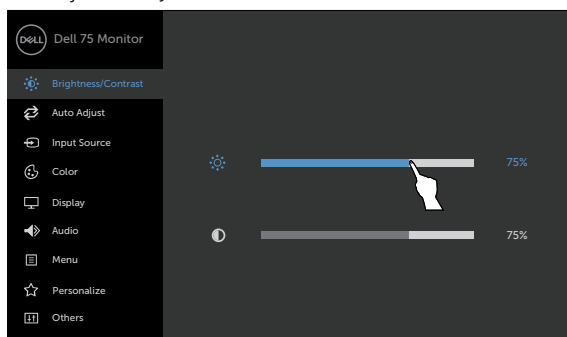 DELL Dell 75 Monitor
Brightness/Contrast
Auto Adjust
Input Source
75%
Color
Display
Audio
75%
Menu
Personalize
Others